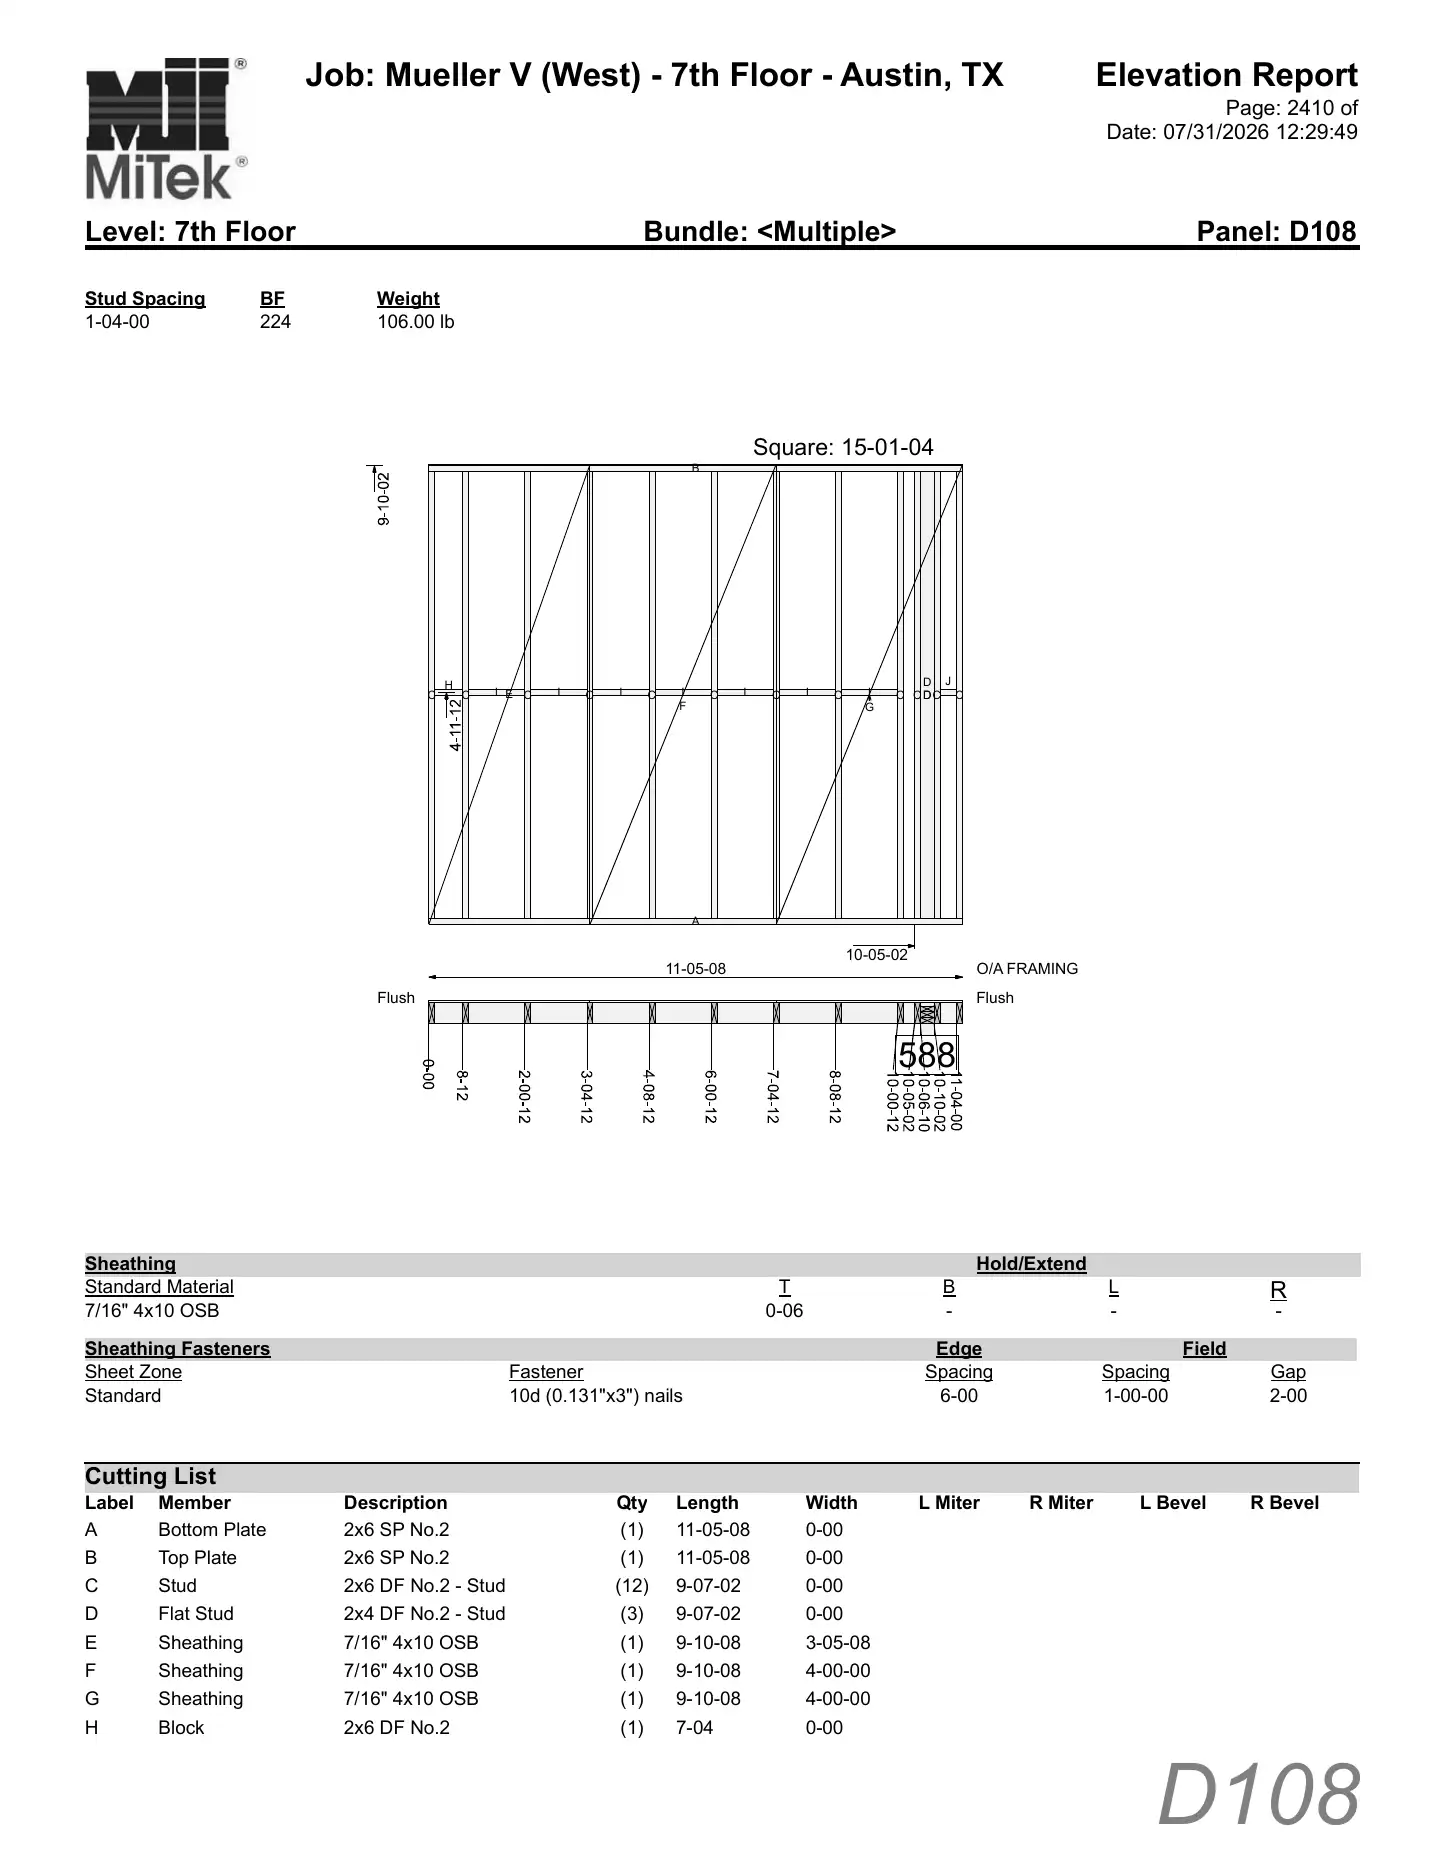 Job: Mueller V (West) - 7th Floor - Austin, TX
Elevation Report
Page: 2410 of
Date: 07/31/2026 12:29:49
MiTek®
Level: 7th Floor Bundle: <Multiple> Panel: D108
Stud Spacing BF Weight
1-04-00 224 106.00 lb
Square: 15-01-04
B
9-10-02
H
E
F
G
D
D
J
4-11-12
A
10-05-02
11-05-08
O/A FRAMING
Flush
Flush
588
0-00
8-12
2-00-12
3-04-12
4-08-12
6-00-12
7-04-12
8-08-12
10-00-12
10-05-02
10-06-10
10-10-02
11-04-00
Sheathing Hold/Extend
Standard Material T B L R
7/16" 4x10 OSB 0-06 - - -
Sheathing Fasteners Edge Field
Sheet Zone Fastener Spacing Spacing Gap
Standard 10d (0.131"x3") nails 6-00 1-00-00 2-00
Cutting List
Label Member Description Qty Length Width L Miter R Miter L Bevel R Bevel
A Bottom Plate 2x6 SP No.2 (1) 11-05-08 0-00
B Top Plate 2x6 SP No.2 (1) 11-05-08 0-00
C Stud 2x6 DF No.2 - Stud (12) 9-07-02 0-00
D Flat Stud 2x4 DF No.2 - Stud (3) 9-07-02 0-00
E Sheathing 7/16" 4x10 OSB (1) 9-10-08 3-05-08
F Sheathing 7/16" 4x10 OSB (1) 9-10-08 4-00-00
G Sheathing 7/16" 4x10 OSB (1) 9-10-08 4-00-00
H Block 2x6 DF No.2 (1) 7-04 0-00
D108